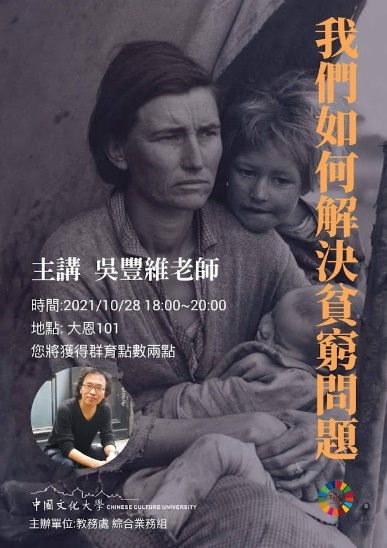 我們如何解決貧窮問題
主講 吳豐維老師
時間:2021/10/28 18:00~20:00
地點: 大恩101
您將獲得群育點數兩點
中國文化大學 CHINESE CULTURE UNIVERSITY
主辦單位:教務處 綜合業務組